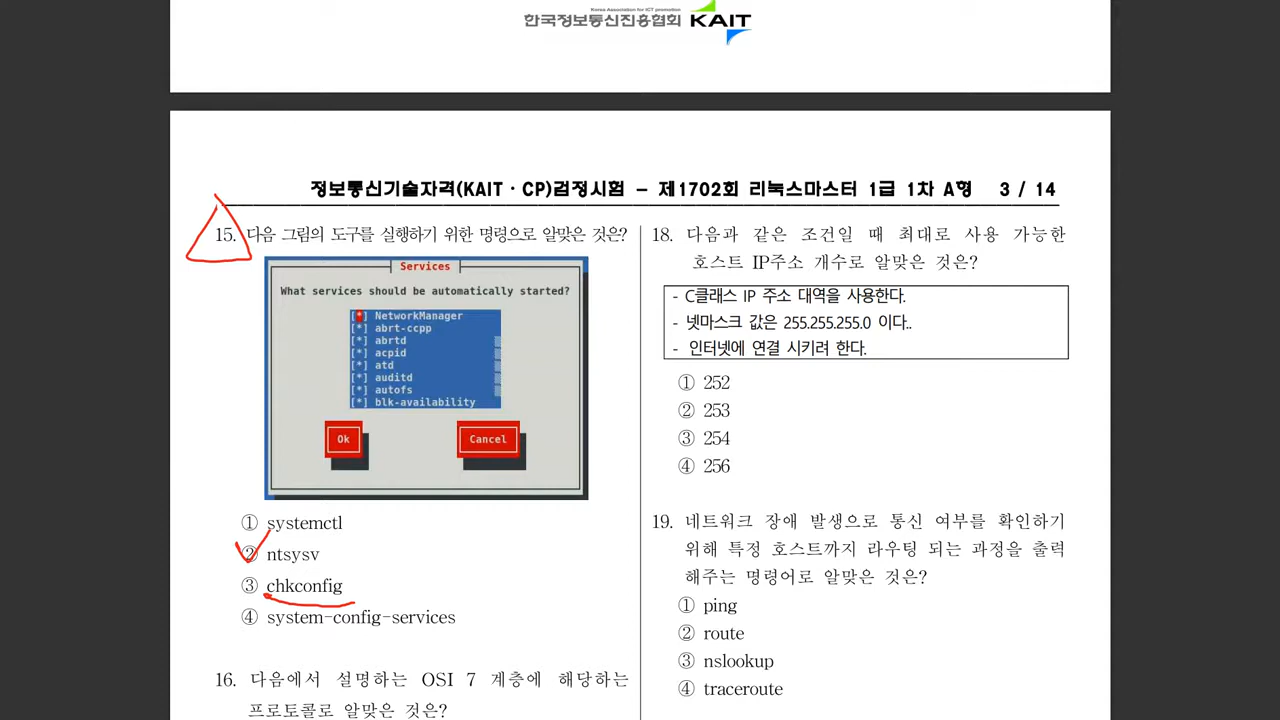 Korea Association for ICT promotion
한국정보통신진흥협회 KAIT
정보통신기술자격(KAIT · CP)검정시험 - 제1702회 리눅스마스터 1급 1차 A형 3 / 14
15. 다음 그림의 도구를 실행하기 위한 명령으로 알맞은 것은?
Services
What services should be automatically started?
[*] NetworkManager
[*] abrt-ccpp
[*] abrtd
[*] acpid
[*] atd
[*] auditd
[*] autofs
[*] blk-availability
Ok Cancel
① systemctl
② ntsysv
③ chkconfig
④ system-config-services
16. 다음에서 설명하는 OSI 7 계층에 해당하는
프로토콜로 알맞은 것은?
18. 다음과 같은 조건일 때 최대로 사용 가능한
호스트 IP주소 개수로 알맞은 것은?
- C클래스 IP 주소 대역을 사용한다.
- 넷마스크 값은 255.255.255.0 이다..
- 인터넷에 연결 시키려 한다.
① 252
② 253
③ 254
④ 256
19. 네트워크 장애 발생으로 통신 여부를 확인하기
위해 특정 호스트까지 라우팅 되는 과정을 출력
해주는 명령어로 알맞은 것은?
① ping
② route
③ nslookup
④ traceroute